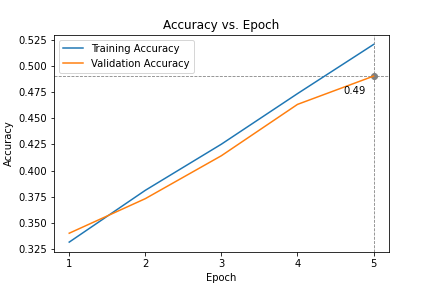 Accuracy vs. Epoch
Training Accuracy
Validation Accuracy
0.525
0.500
0.475
0.450
0.425
0.400
0.375
0.350
0.325
Accuracy
0.49
1 2 3 4 5
Epoch